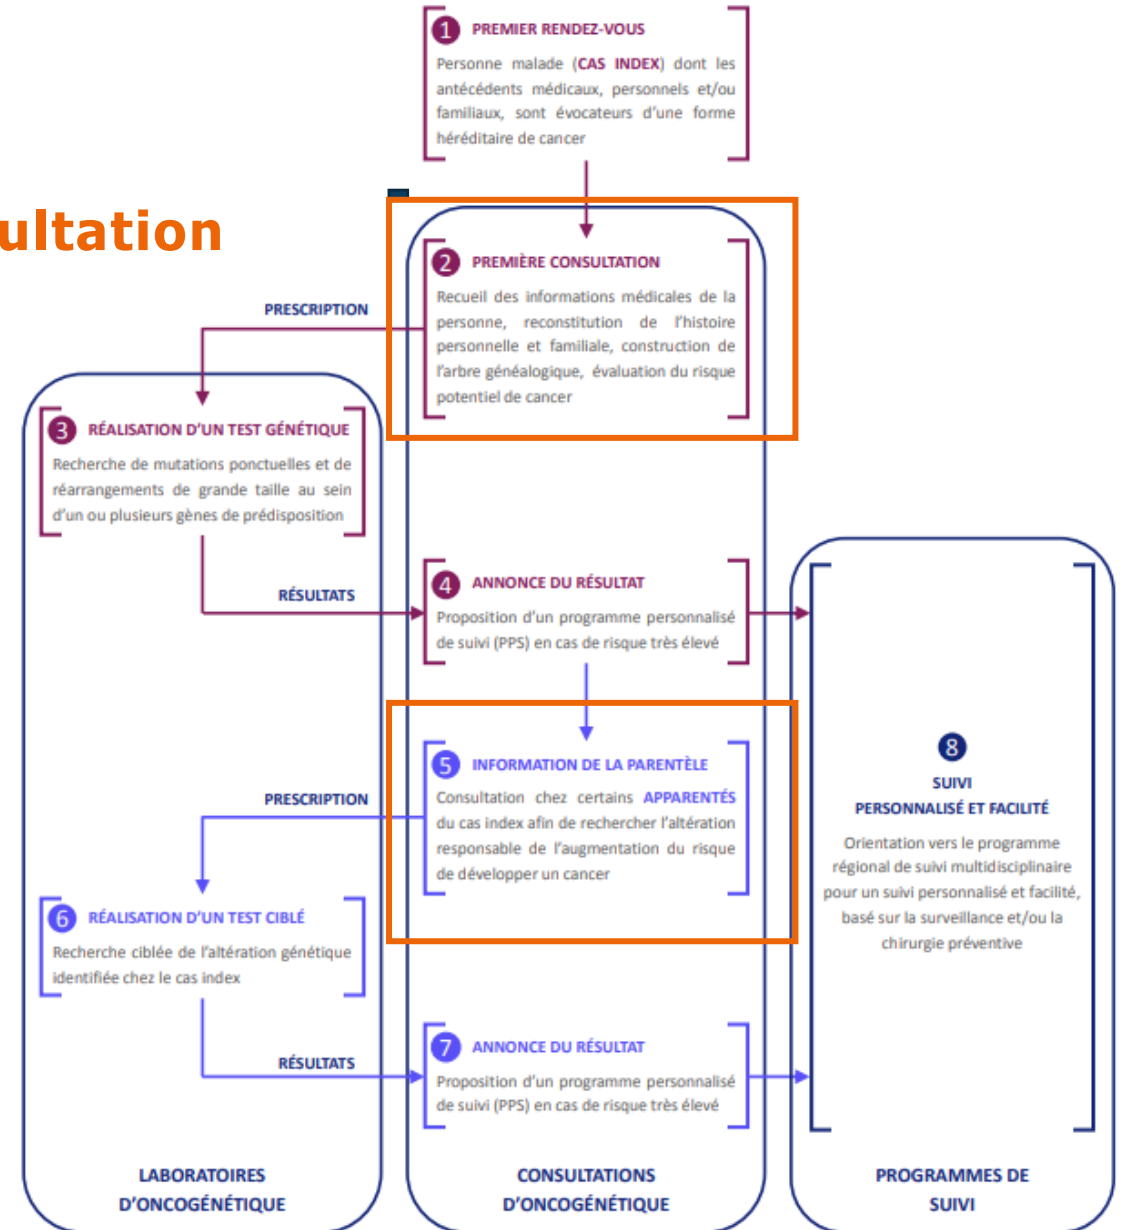 1 PREMIER RENDEZ-VOUS
Personne malade (CAS INDEX) dont les
antécédents médicaux, personnels et/ou
familiaux, sont évocateurs d'une forme
héréditaire de cancer
ultation
2 PREMIÈRE CONSULTATION
Recueil des informations médicales de la
personne, reconstitution de l'histoire
personnelle et familiale, construction de
l'arbre généalogique, évaluation du risque
potentiel de cancer
PRESCRIPTION
3 RÉALISATION D'UN TEST GÉNÉTIQUE
Recherche de mutations ponctuelles et de
réarrangements de grande taille au sein
d'un ou plusieurs gènes de prédisposition
RÉSULTATS
4 ANNONCE DU RÉSULTAT
Proposition d'un programme personnalisé
de suivi (PPS) en cas de risque très élevé
5 INFORMATION DE LA PARENTÈLE
Consultation chez certains APPARENTÉS
du cas index afin de rechercher l'altération
responsable de l'augmentation du risque
de développer un cancer
PRESCRIPTION
6 RÉALISATION D'UN TEST CIBLÉ
Recherche ciblée de l'altération génétique
identifiée chez le cas index
RÉSULTATS
7 ANNONCE DU RÉSULTAT
Proposition d'un programme personnalisé
de suivi (PPS) en cas de risque très élevé
8
SUIVI
PERSONNALISÉ ET FACILITÉ
Orientation vers le programme
régional de suivi multidisciplinaire
pour un suivi personnalisé et facilité,
basé sur la surveillance et/ou la
chirurgie préventive
LABORATOIRES
D'ONCOGÉNÉTIQUE
CONSULTATIONS
D'ONCOGÉNÉTIQUE
PROGRAMMES DE
SUIVI